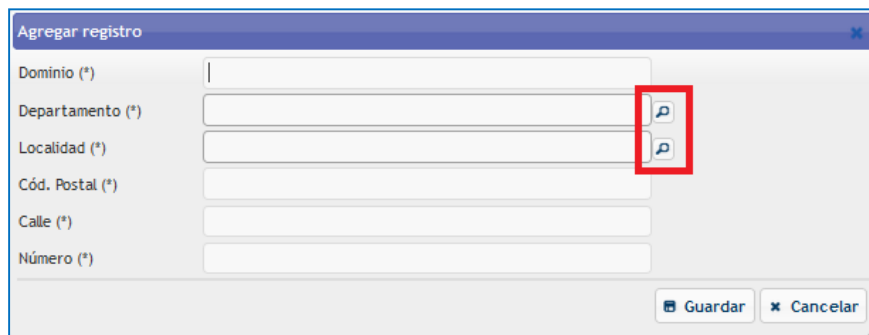 Agregar registro
Dominio (*)
Departamento (*)
Localidad (*)
Cód. Postal (*)
Calle (*)
Número (*)
Guardar Cancelar